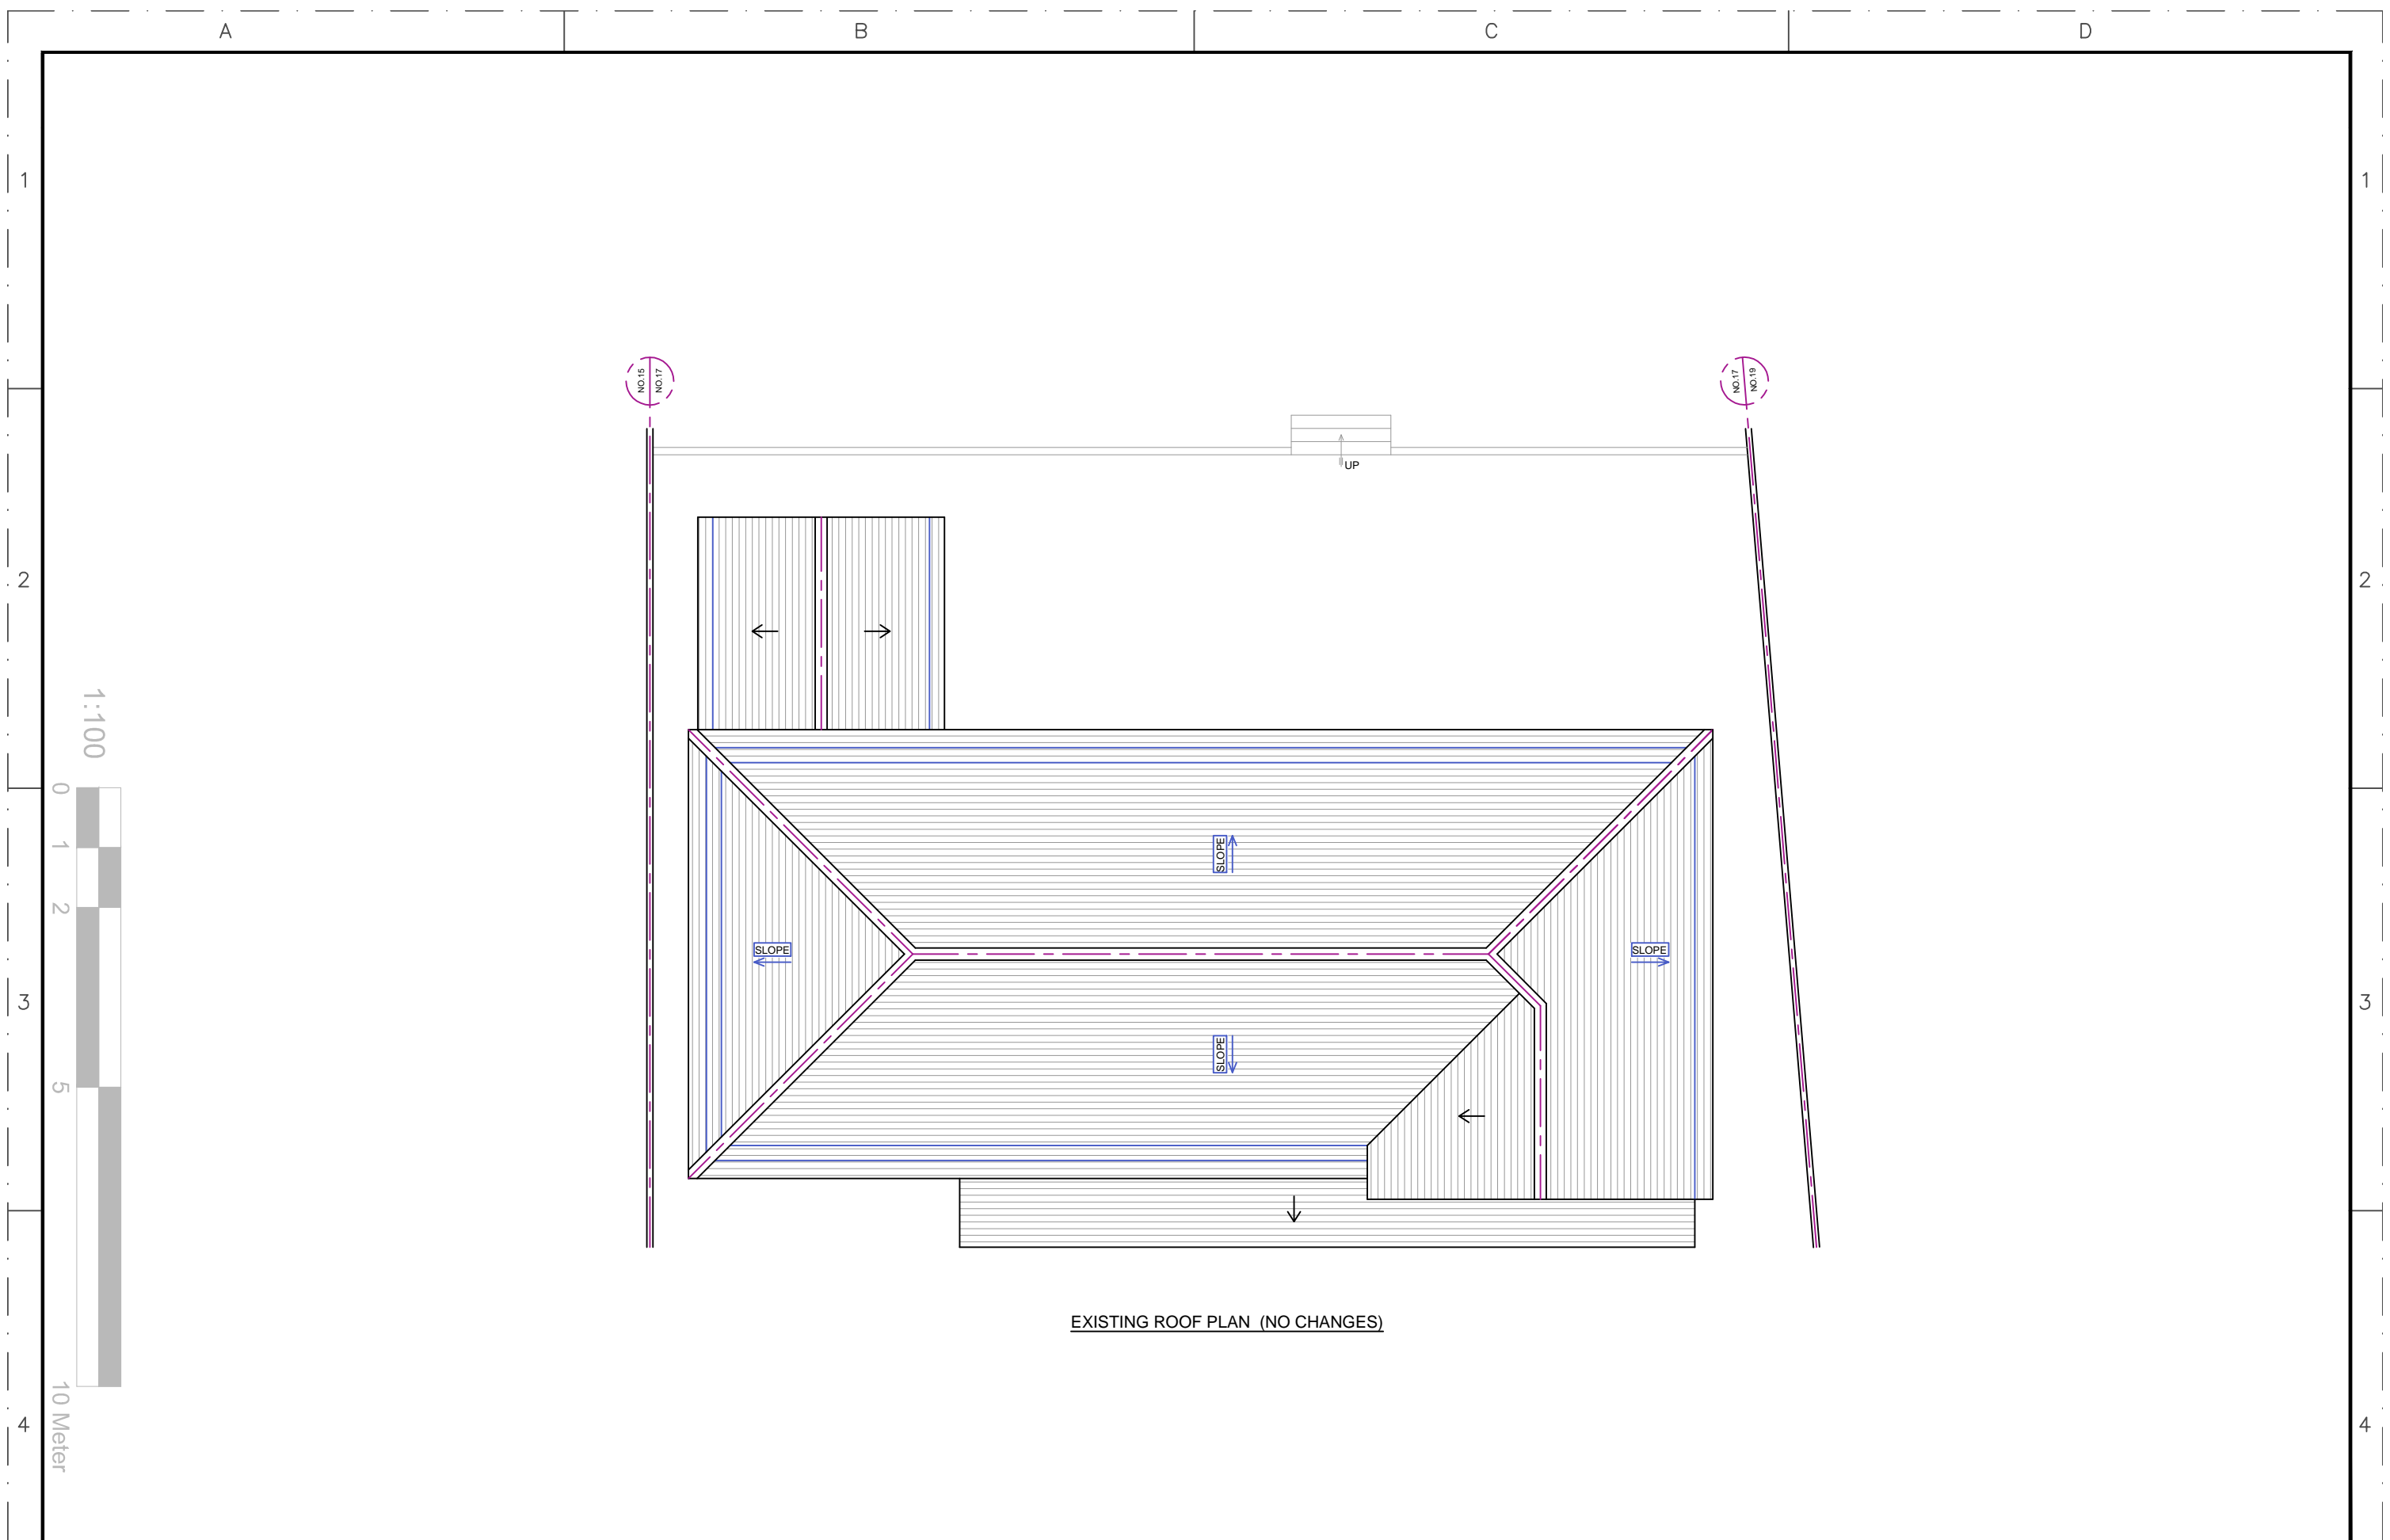 A
B
C
D
1
1
NO.15
NO.17
NO.17
NO.19
UP
2
2
1:100
0
1
2
5
10 Meter
SLOPE
SLOPE
SLOPE
SLOPE
3
3
EXISTING ROOF PLAN (NO CHANGES)
4
4